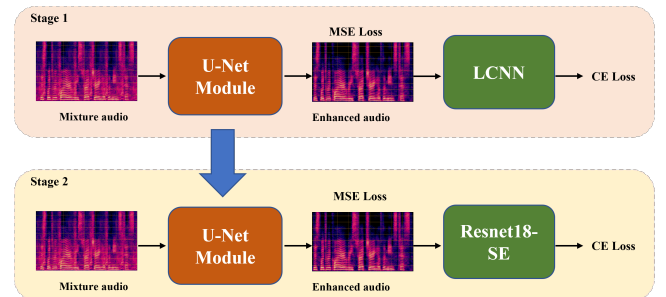 Stage 1
MSE Loss
U-Net
Module
LCNN
CE Loss
Mixture audio
Enhanced audio
Stage 2
MSE Loss
U-Net
Module
Resnet18-
SE
CE Loss
Mixture audio
Enhanced audio